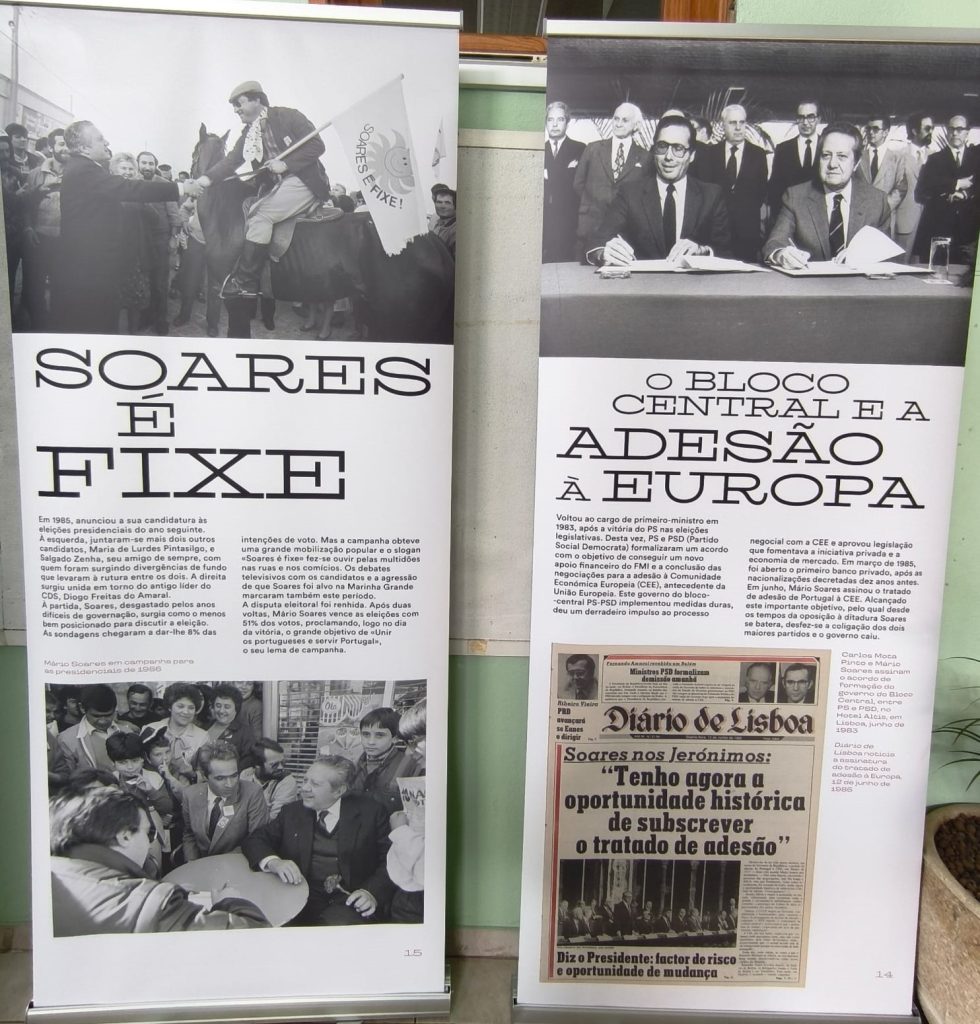 SOARES É FIXE!
SOARES
É
FIXE
Em 1985, anunciou a sua candidatura às
eleições presidenciais do ano seguinte.
À esquerda, juntaram-se mais dois outros
candidatos, Maria de Lurdes Pintasilgo, e
Salgado Zenha, seu amigo de sempre, com
quem foram surgindo divergências de fundo
que levaram à rutura entre os dois. A direita
surgiu unida em torno do antigo líder do
CDS, Diogo Freitas do Amaral.
À partida, Soares, desgastado pelos anos
difíceis de governação, surgia como o menos
bem posicionado para discutir a eleição.
As sondagens chegaram a dar-lhe 8% das
intenções de voto. Mas a campanha obteve
uma grande mobilização popular e o slogan
«Soares é fixe» fez-se ouvir pelas multidões
nas ruas e nos comícios. Os debates
televisivos com os candidatos e a agressão
de que Soares foi alvo na Marinha Grande
marcaram também este período.
A disputa eleitoral foi renhida. Após duas
voltas, Mário Soares vence as eleições com
51% dos votos, proclamando, logo no dia
da vitória, o grande objetivo de «Unir
os portugueses e servir Portugal»,
o seu lema de campanha.
Mário Soares em campanha para
as presidenciais de 1986
Olá
15
O BLOCO
CENTRAL E A
ADESÃO
À EUROPA
Voltou ao cargo de primeiro-ministro em
1983, após a vitória do PS nas eleições
legislativas. Desta vez, PS e PSD (Partido
Social Democrata) formalizaram um acordo
com o objetivo de conseguir um novo
apoio financeiro do FMI e a conclusão das
negociações para a adesão à Comunidade
Económica Europeia (CEE), antecedente da
União Europeia. Este governo do bloco-
-central PS-PSD implementou medidas duras,
deu um derradeiro impulso ao processo
negocial com a CEE e aprovou legislação
que fomentava a iniciativa privada e a
economia de mercado. Em março de 1985,
foi aberto o primeiro banco privado, após as
nacionalizações decretadas dez anos antes.
Em junho, Mário Soares assinou o tratado
de adesão de Portugal à CEE. Alcançado
este importante objetivo, pelo qual desde
os tempos da oposição à ditadura Soares
se batera, desfez-se a coligação dos dois
maiores partidos e o governo caiu.
Carlos Mota
Pinto e Mário
Soares assinam
o acordo de
formação do
governo do Bloco
Central, entre
PS e PSD, no
Hotel Altis, em
Lisboa, junho de
1983
Diário de
Lisboa noticia
a assinatura
do tratado de
adesão à Europa,
12 de junho de
1985
Fernando Amaral recebido em Belém
Ministros PSD formalizam
demissão amanhã
Ribeiro Vieira
PRD
avançará
se Eanes
o dirigir
Diário de Lisboa
Soares nos Jerónimos:
“Tenho agora a
oportunidade histórica
de subscrever
o tratado de adesão”
Diz o Presidente: factor de risco
e oportunidade de mudança
14